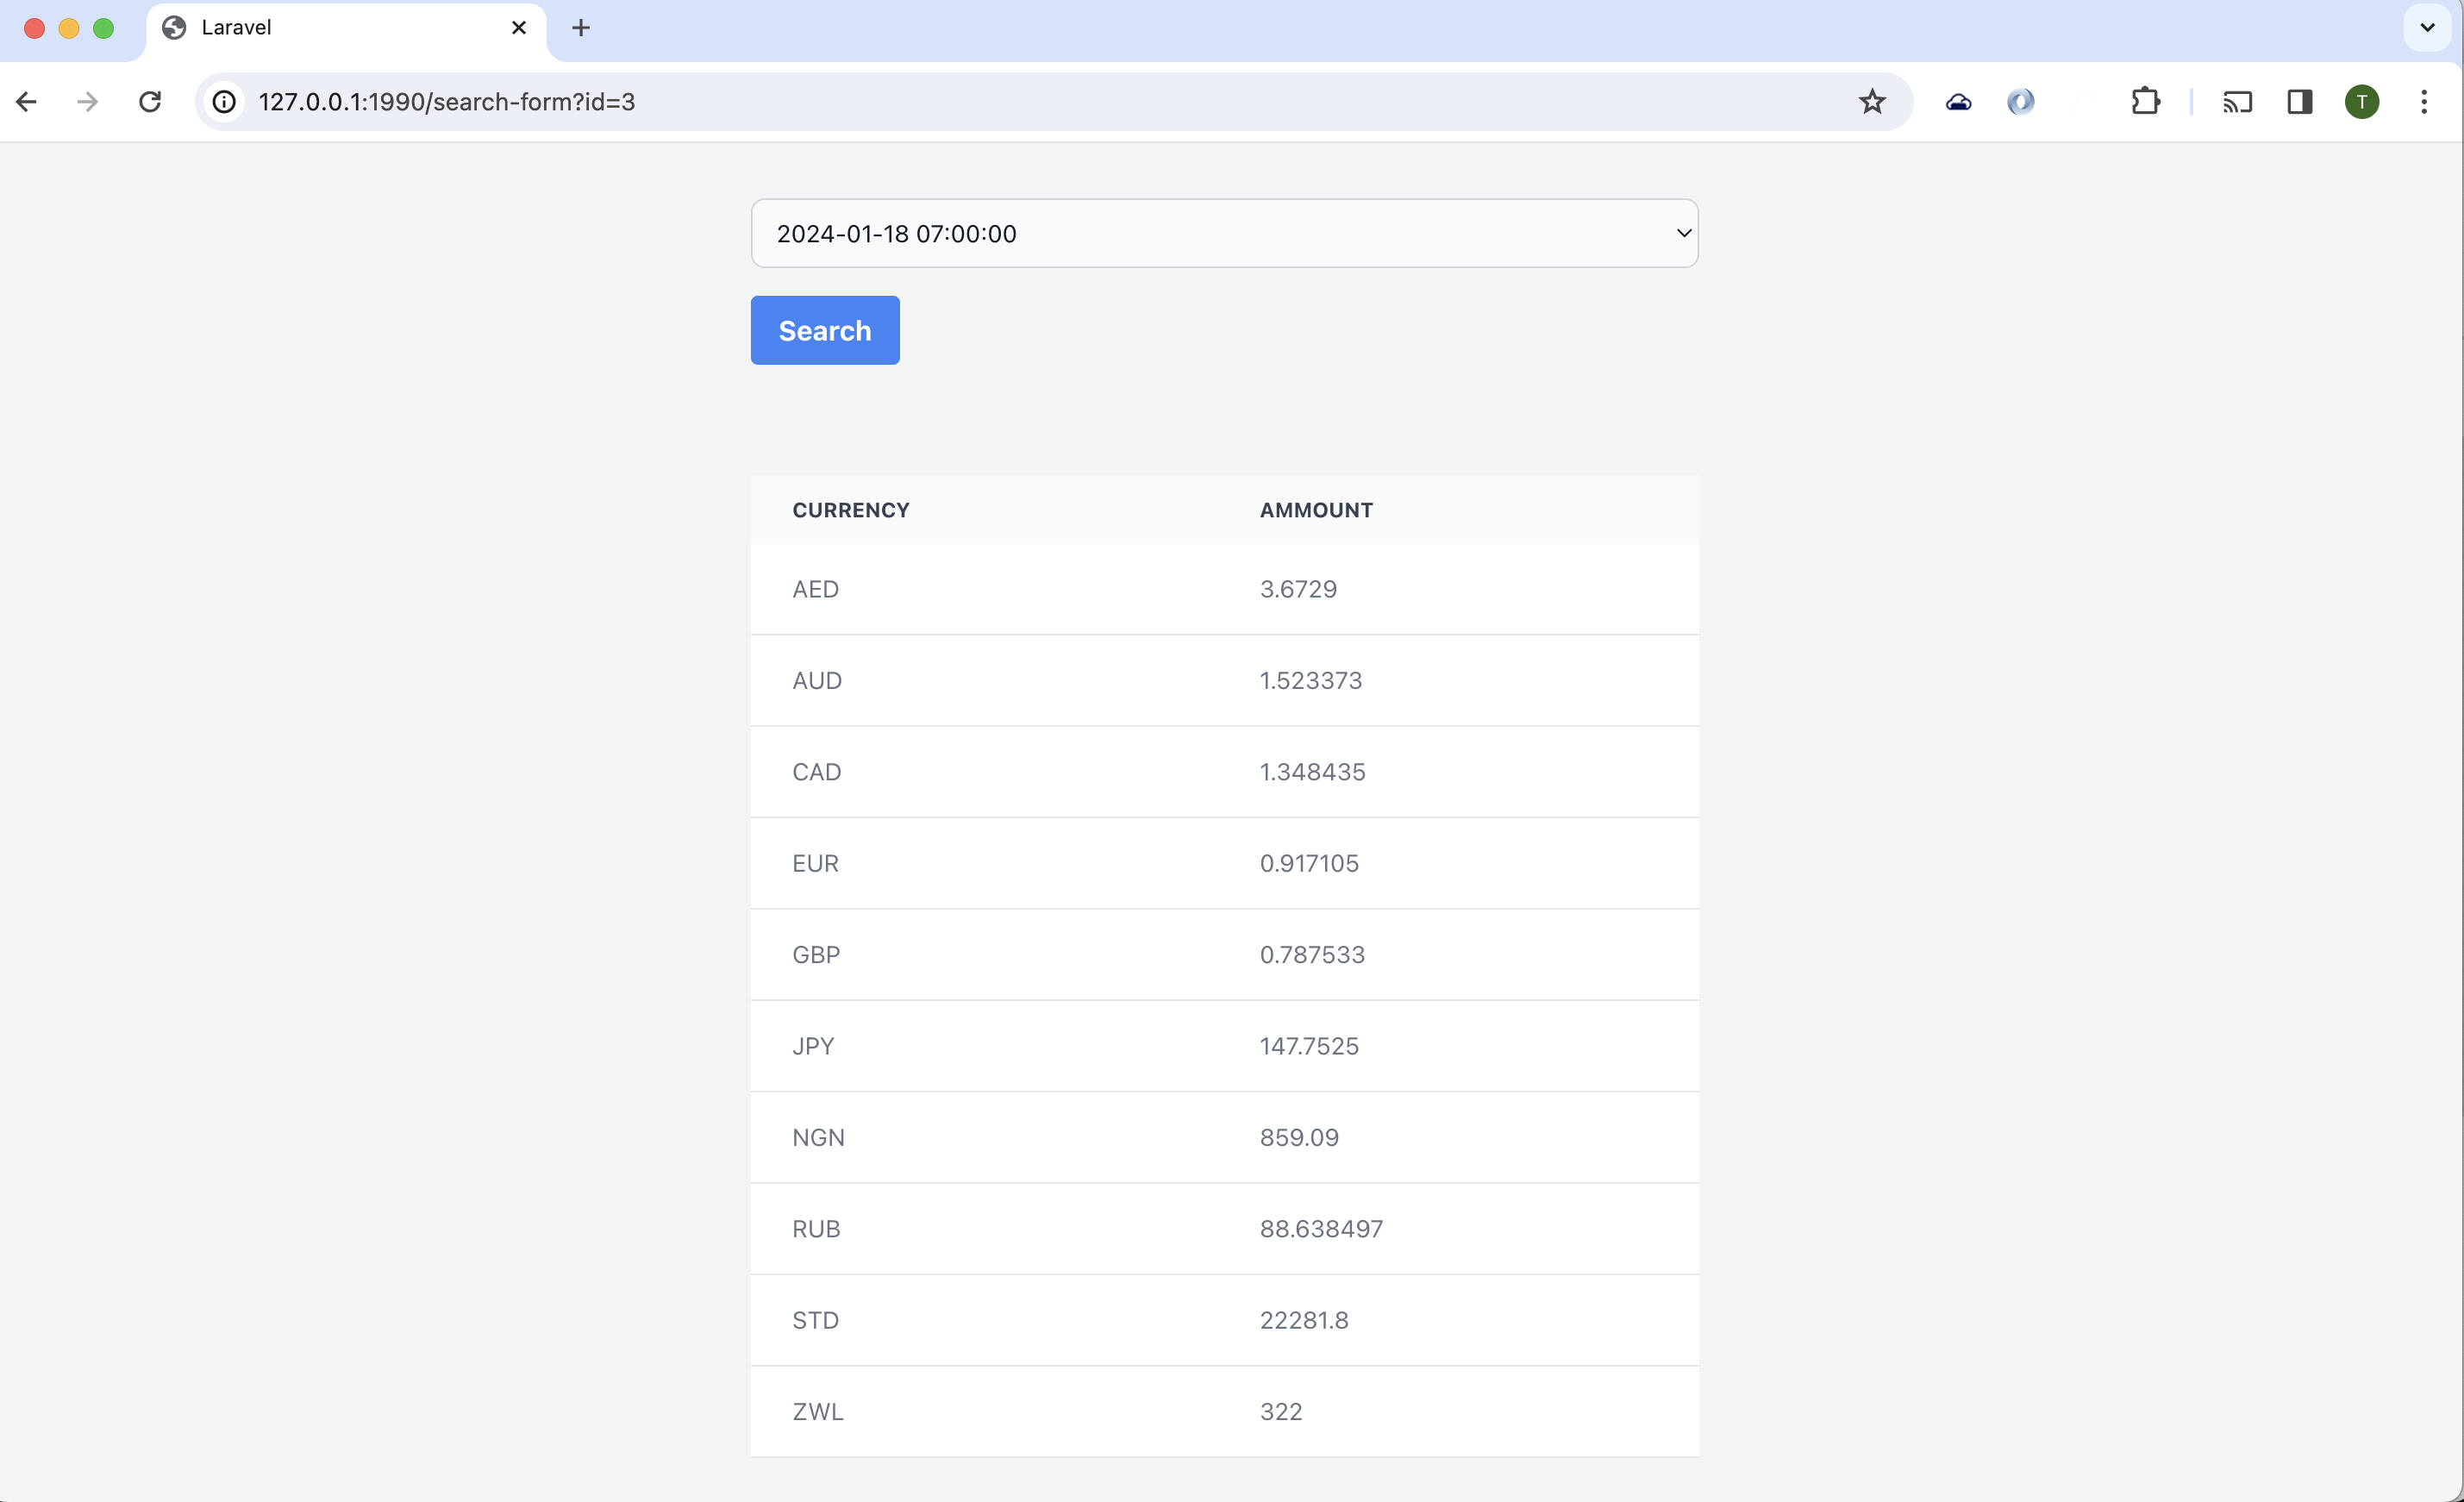 Laravel
127.0.0.1:1990/search-form?id=3
T
2024-01-18 07:00:00
Search
CURRENCY AMMOUNT
AED 3.6729
AUD 1.523373
CAD 1.348435
EUR 0.917105
GBP 0.787533
JPY 147.7525
NGN 859.09
RUB 88.638497
STD 22281.8
ZWL 322